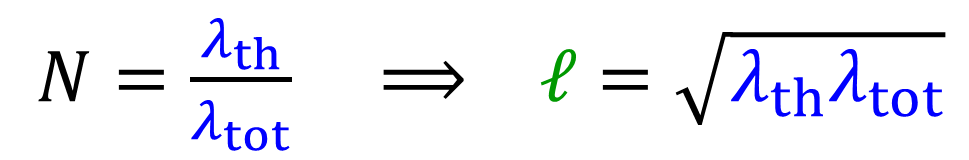 N = λ_th / λ_tot ⟹ ℓ = √(λ_th λ_tot)